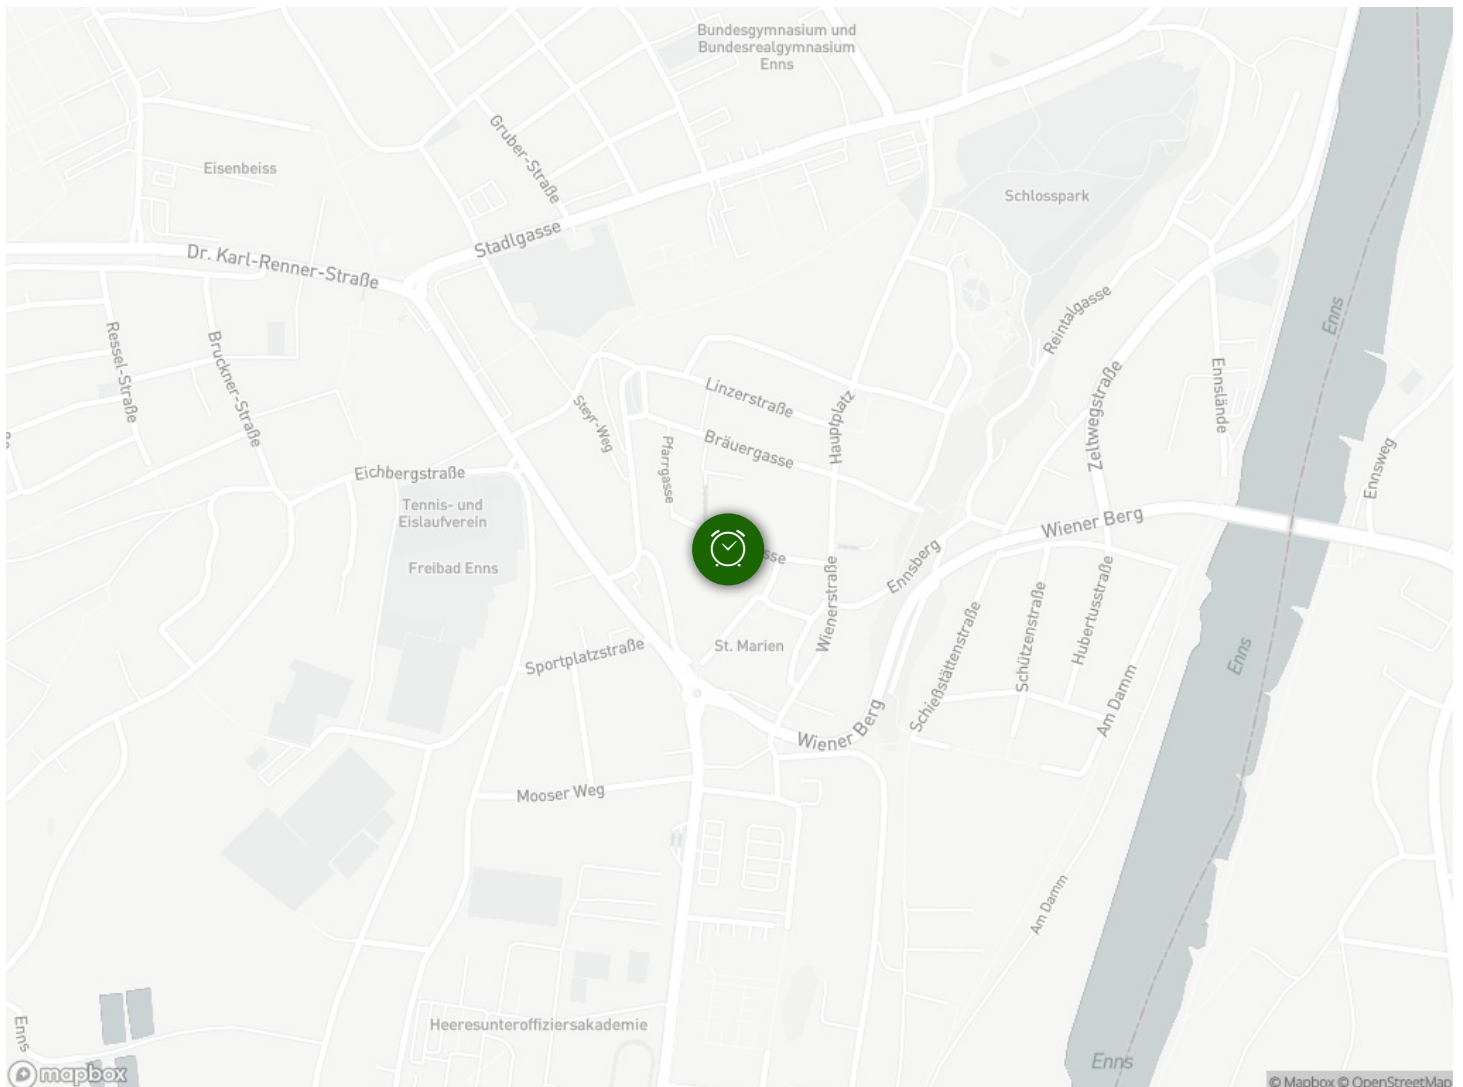 Bundesgymnasium und
Bundesrealgymnasium
Enns
Gruber-Straße
Eisenbeiss
Schlosspark
Stadlgasse
Dr. Karl-Renner-Straße
Enns
Reintalgasse
Ressel-Straße
Bruckner-Straße
Linzerstraße
Hauptplatz
Ennslände
Zeltwegstraße
Steyr-Weg
Bräuergasse
Pfarrgasse
Ennsweg
Eichbergstraße
Tennis- und
Eislaufverein
Wiener Berg
Freibad Enns
sse
Ennsberg
Wienerstraße
Schießstättenstraße
Schützenstraße
Hubertusstraße
Enns
St. Marien
Sportplatzstraße
Am Damm
Wiener Berg
Mooser Weg
Am Damm
Enns
Heeresunteroffiziersakademie
Enns
mapbox
© Mapbox © OpenStreetMap